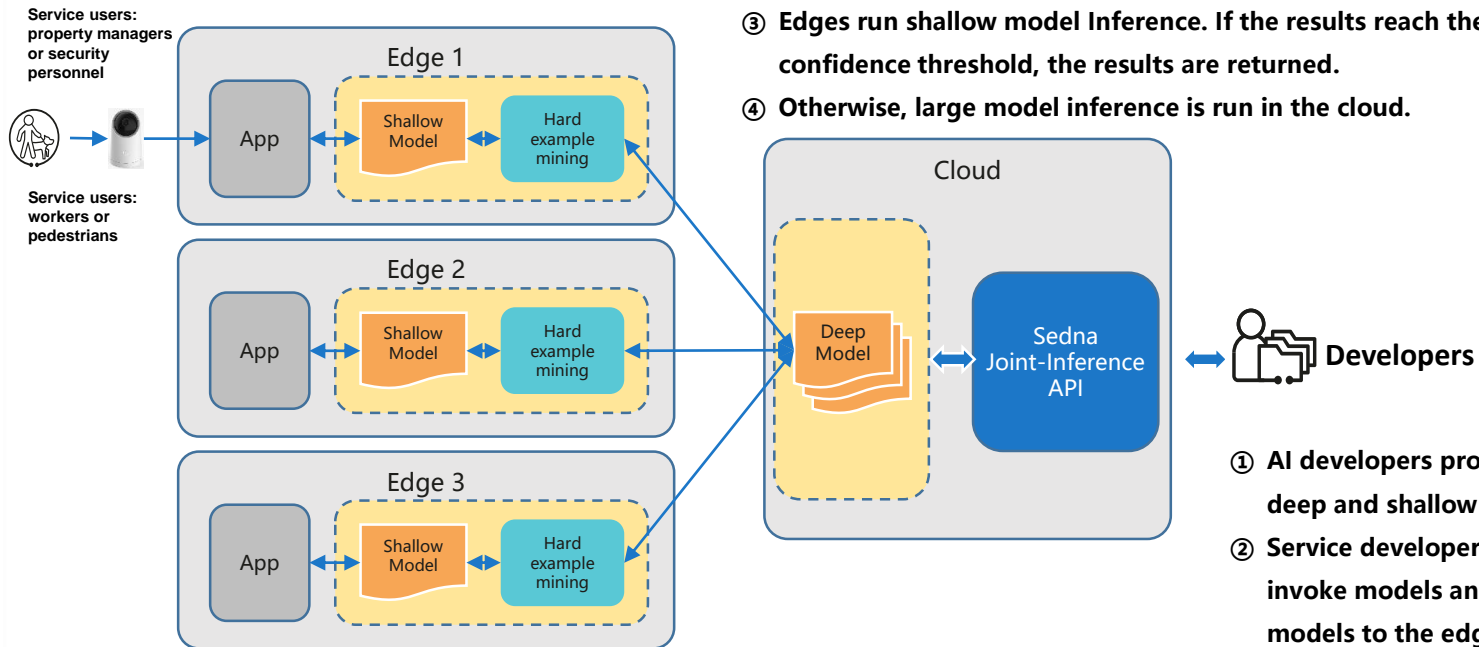 Service users:
property managers
or security
personnel
Service users:
workers or
pedestrians
Edge 1
App
Shallow
Model
Hard
example
mining
Edge 2
App
Shallow
Model
Hard
example
mining
Edge 3
App
Shallow
Model
Hard
example
mining
③ Edges run shallow model Inference. If the results reach the
confidence threshold, the results are returned.
④ Otherwise, large model inference is run in the cloud.
Cloud
Deep
Model
Sedna
Joint-Inference
API
Developers
① AI developers
deep and shallow
② Service
invoke models
models to the